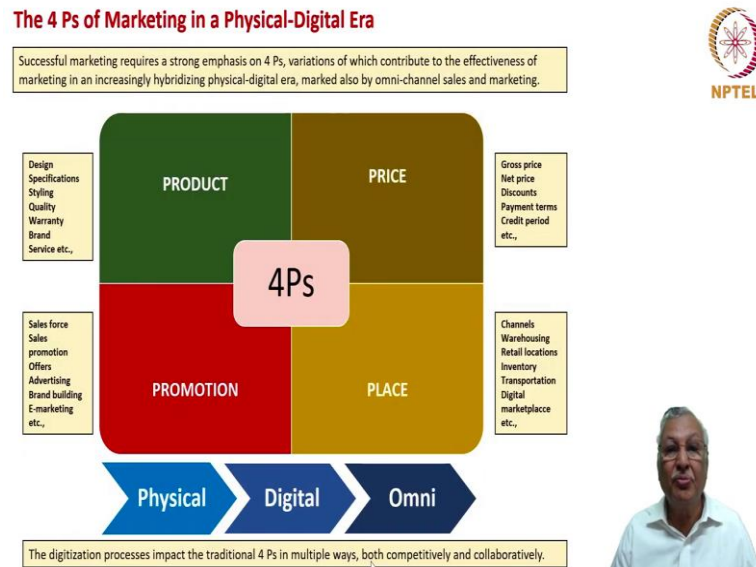 The 4 Ps of Marketing in a Physical-Digital Era
NPTEL
Successful marketing requires a strong emphasis on 4 Ps, variations of which contribute to the effectiveness of
marketing in an increasingly hybridizing physical-digital era, marked also by omni-channel sales and marketing.
Design
Specifications
Styling
Quality
Warranty
Brand
Service etc.,
PRODUCT
PRICE
Gross price
Net price
Discounts
Payment terms
Credit period
etc.,
4Ps
Sales force
Sales
promotion
Offers
Advertising
Brand building
E-marketing
etc.,
PROMOTION
PLACE
Channels
Warehousing
Retail locations
Inventory
Transportation
Digital
marketplacce
etc.,
Physical
Digital
Omni
The digitization processes impact the traditional 4 Ps in multiple ways, both competitively and collaboratively.